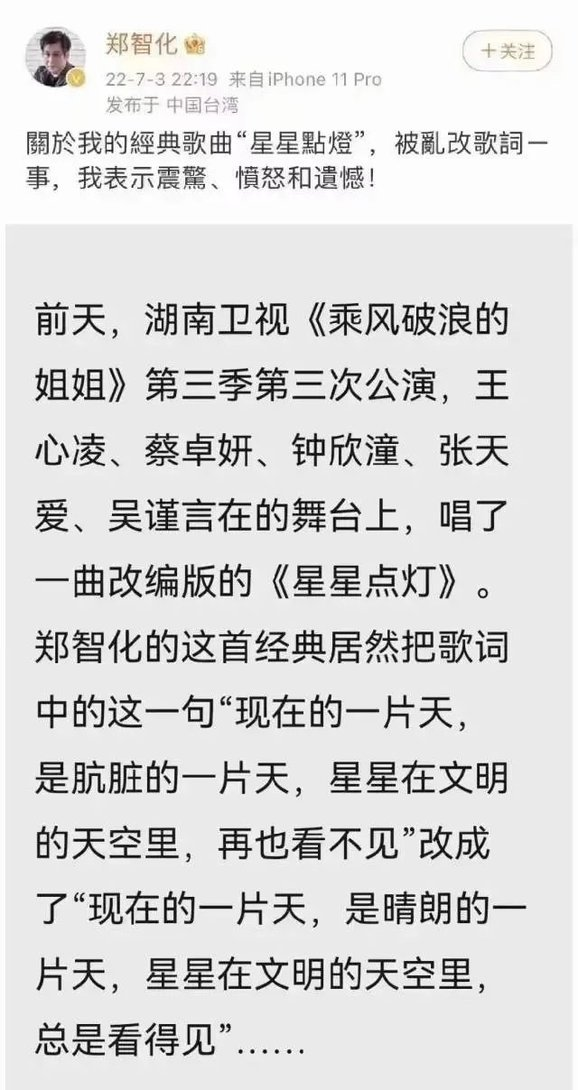 郑智化
十关注
22-7-3 22:19 来自iPhone 11 Pro
发布于 中国台湾
關於我的經典歌曲“星星點燈”，被亂改歌詞一
事，我表示震驚、憤怒和遺憾！
前天，湖南卫视《乘风破浪的
姐姐》第三季第三次公演，王
心凌、蔡卓妍、钟欣潼、张天
爱、吴谨言在的舞台上，唱了
一曲改编版的《星星点灯》。
郑智化的这首经典居然把歌词
中的这一句“现在的一片天，
是肮脏的一片天，星星在文明
的天空里，再也看不见”改成
了“现在的一片天，是晴朗的一
片天，星星在文明的天空里，
总是看得见”……